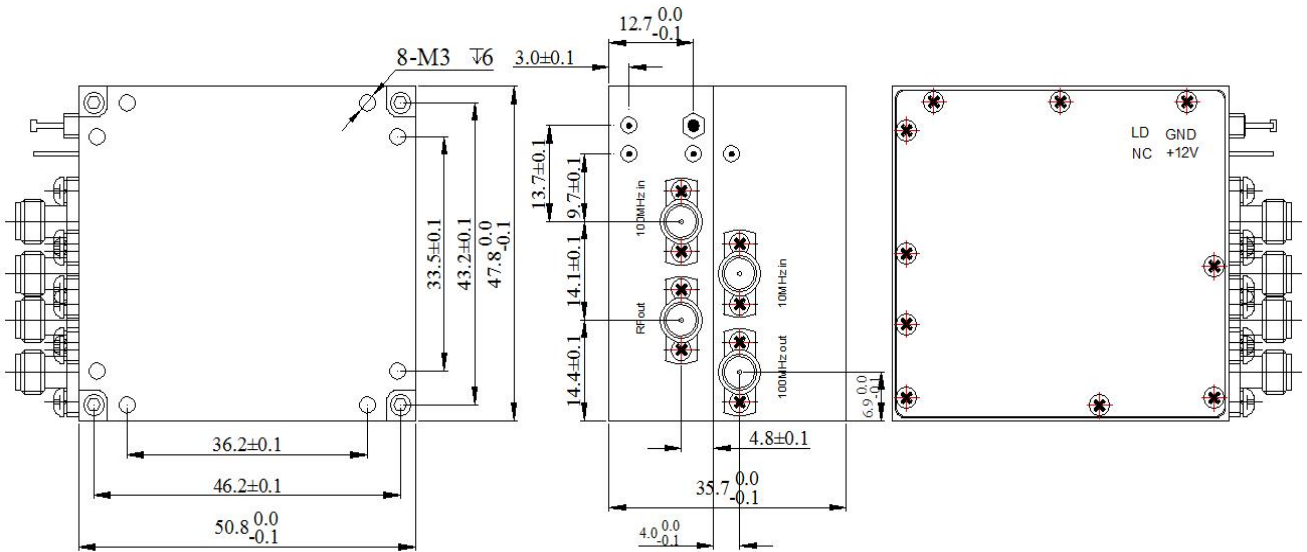 8-M3 ↧6
33.5±0.1
43.2±0.1
47.8 0.0 -0.1
36.2±0.1
46.2±0.1
50.8 0.0 -0.1
12.7 0.0 -0.1
3.0±0.1
13.7±0.1
9.7±0.1
14.1±0.1
14.4±0.1
100MHz in
RFout
10MHz in
100MHz out
6.9 0.0 -0.1
4.8±0.1
35.7 0.0 -0.1
4.0 0.0 -0.1
LD GND
NC +12V